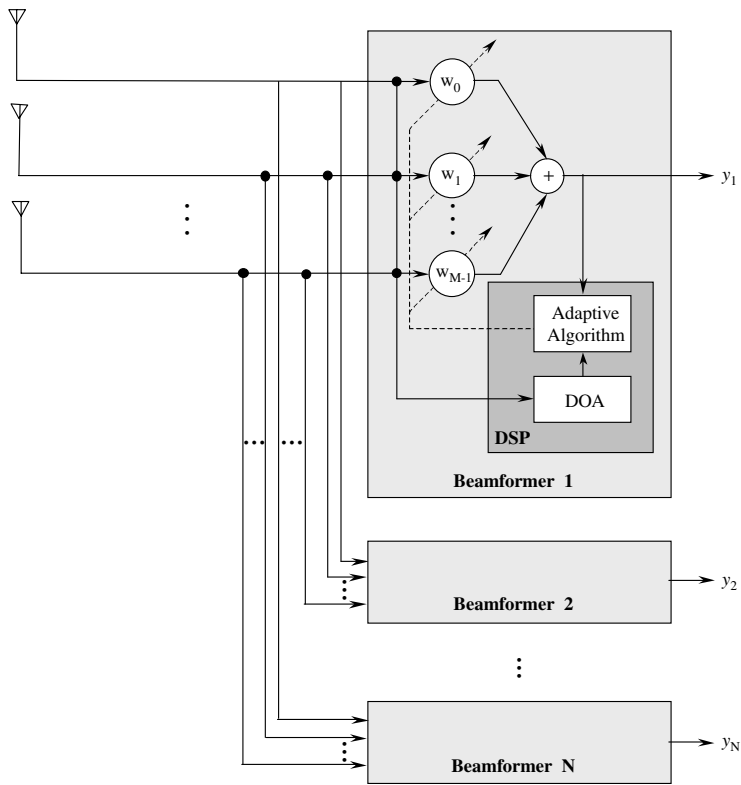 w0
w1
wM-1
+
y1
Adaptive
Algorithm
DOA
DSP
Beamformer 1
Beamformer 2
y2
Beamformer N
yN